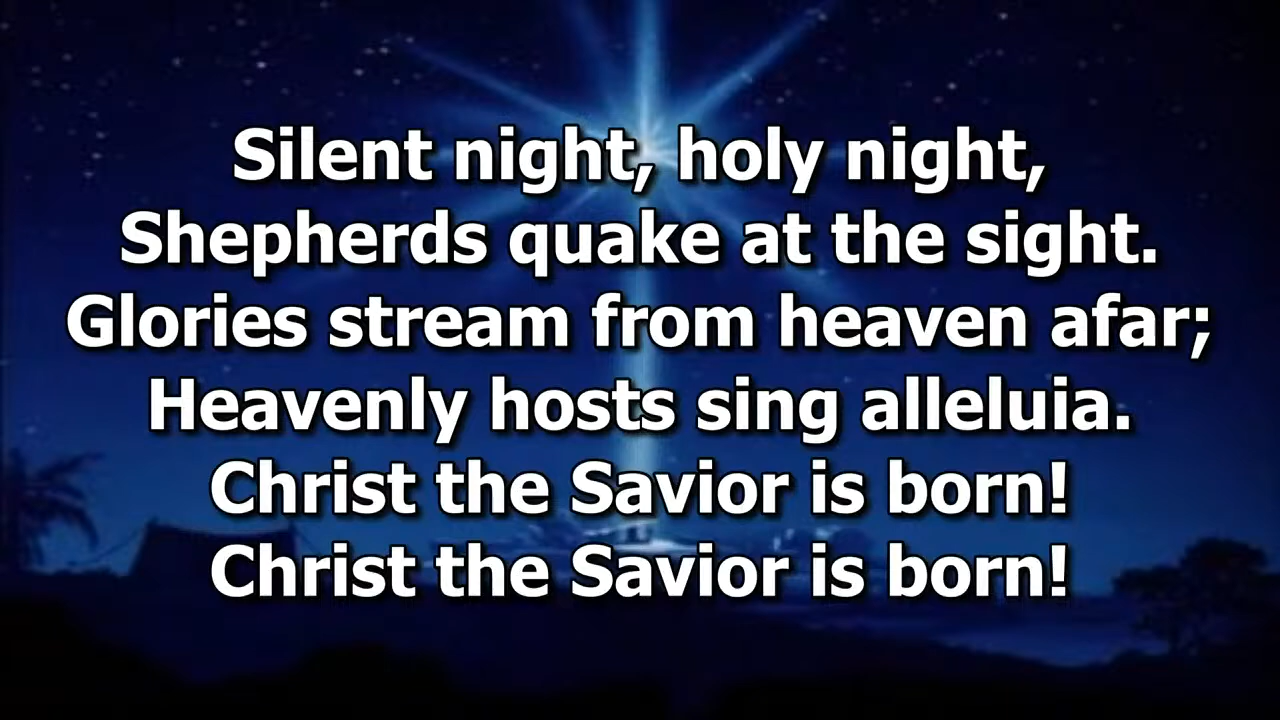 Silent night, holy night,
Shepherds quake at the sight.
Glories stream from heaven afar;
Heavenly hosts sing alleluia.
Christ the Savior is born!
Christ the Savior is born!